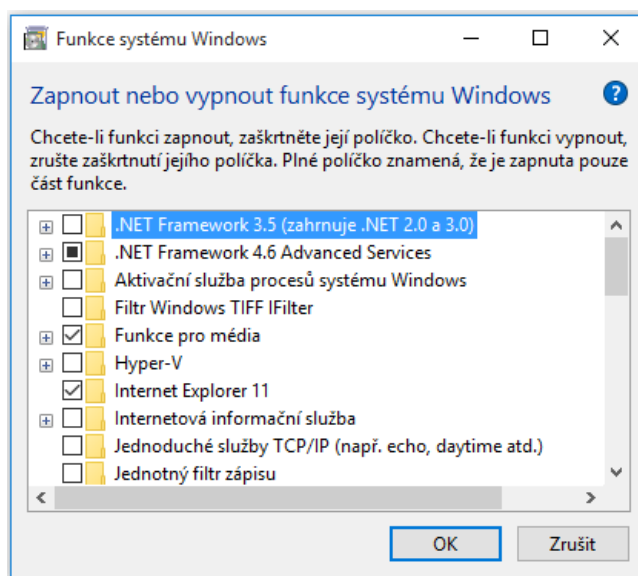 Funkce systému Windows
Zapnout nebo vypnout funkce systému Windows
?
Chcete-li funkci zapnout, zaškrtněte její políčko. Chcete-li funkci vypnout,
zrušte zaškrtnutí jejího políčka. Plné políčko znamená, že je zapnuta pouze
část funkce.
.NET Framework 3.5 (zahrnuje .NET 2.0 a 3.0)
.NET Framework 4.6 Advanced Services
Aktivační služba procesů systému Windows
Filtr Windows TIFF IFilter
Funkce pro média
Hyper-V
Internet Explorer 11
Internetová informační služba
Jednoduché služby TCP/IP (např. echo, daytime atd.)
Jednotný filtr zápisu
OK
Zrušit